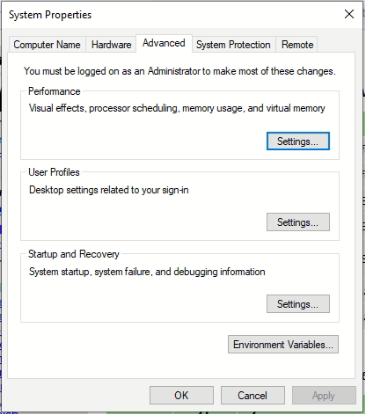 System Properties
Computer Name Hardware Advanced System Protection Remote
You must be logged on as an Administrator to make most of these changes.
Performance
Visual effects, processor scheduling, memory usage, and virtual memory
Settings...
User Profiles
Desktop settings related to your sign-in
Settings...
Startup and Recovery
System startup, system failure, and debugging information
Settings...
Environment Variables...
OK Cancel Apply